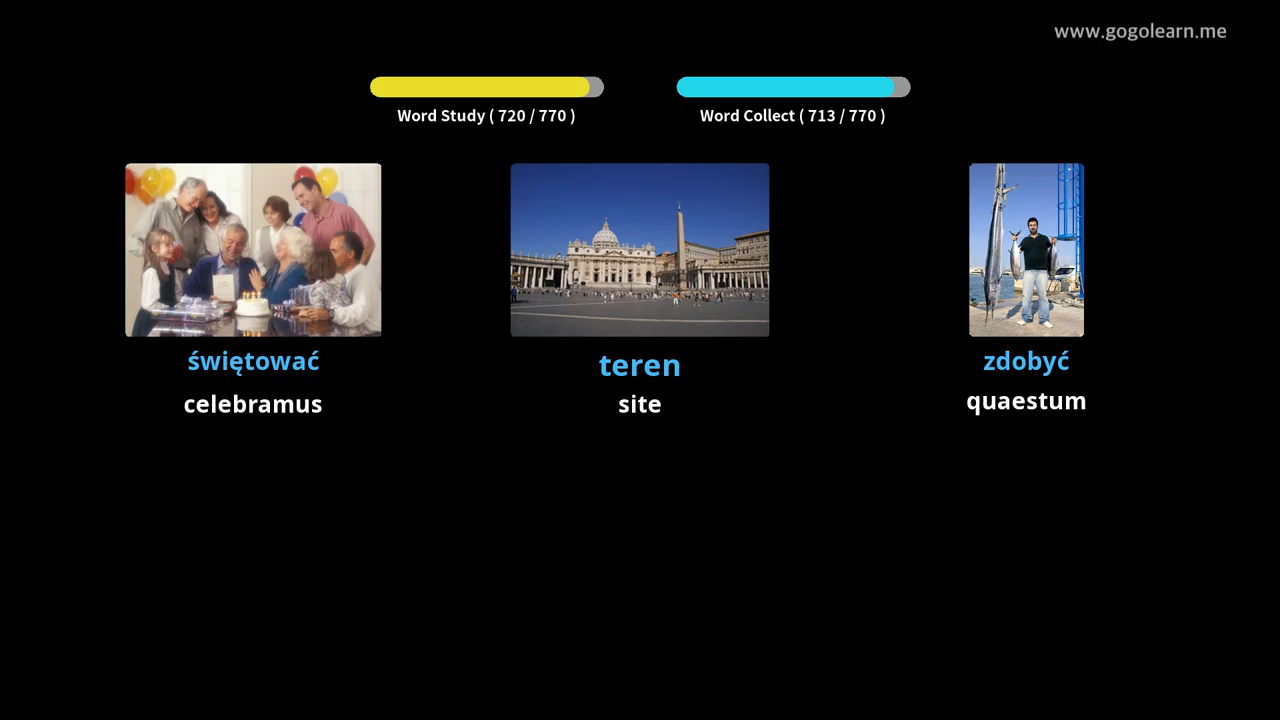 www.gogolearn.me
Word Study ( 720 / 770 )
Word Collect ( 713 / 770 )
świętować
teren
zdobyć
celebramus
site
quaestum